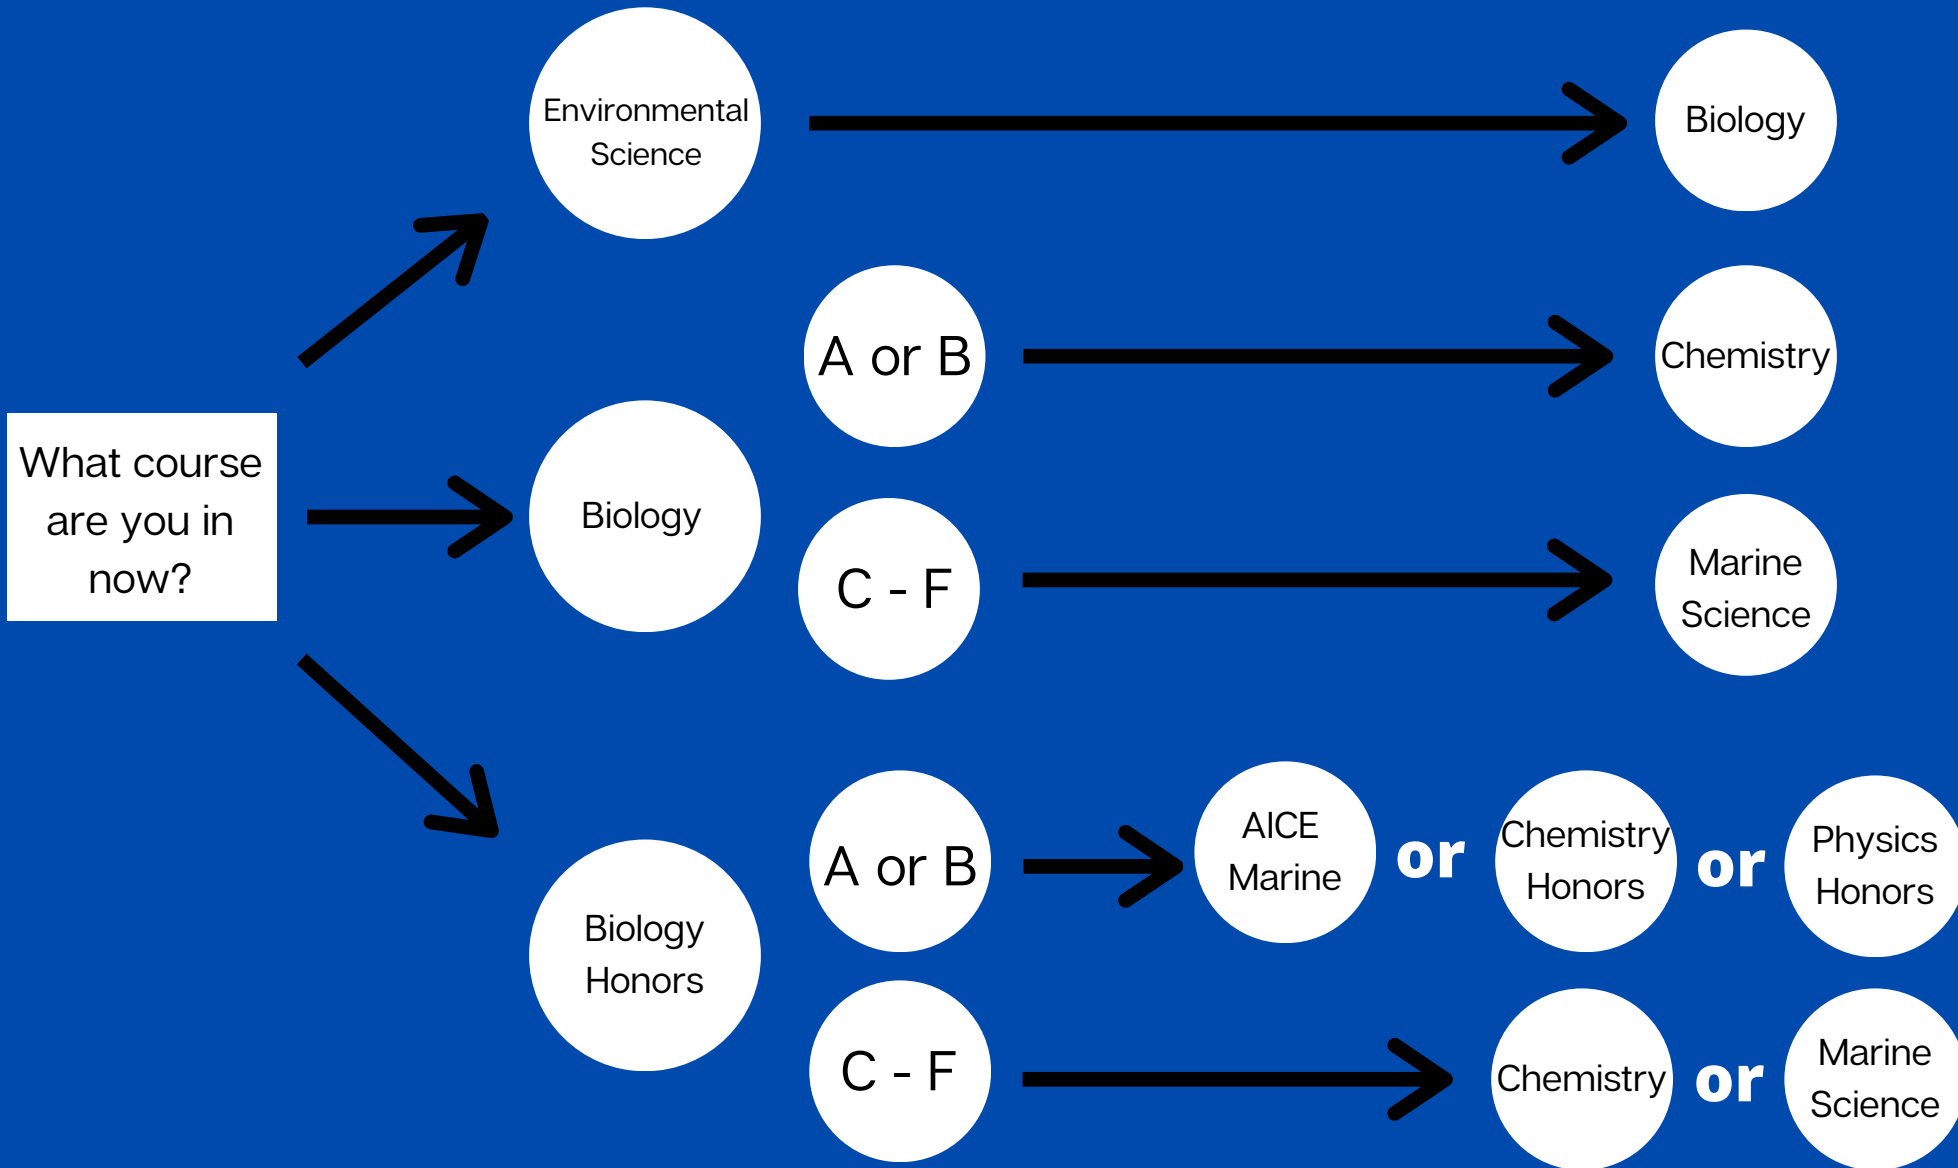 What course
are you in
now?
Environmental
Science
Biology
A or B
Chemistry
Biology
C - F
Marine
Science
Biology
Honors
A or B
AICE
Marine
or
Chemistry
Honors
or
Physics
Honors
C - F
Chemistry
or
Marine
Science